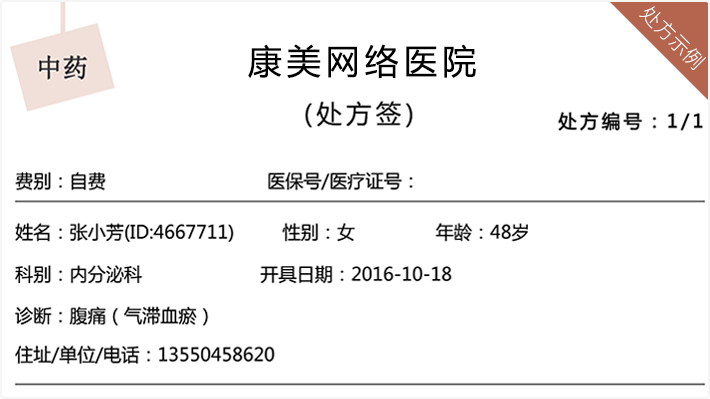 处方示例
中药
康美网络医院
(处方签)
处方编号：1/1
费别：自费 医保号/医疗证号：
姓名：张小芳(ID:4667711) 性别：女 年龄：48岁
科别：内分泌科 开具日期：2016-10-18
诊断：腹痛（气滞血瘀）
住址/单位/电话：13550458620